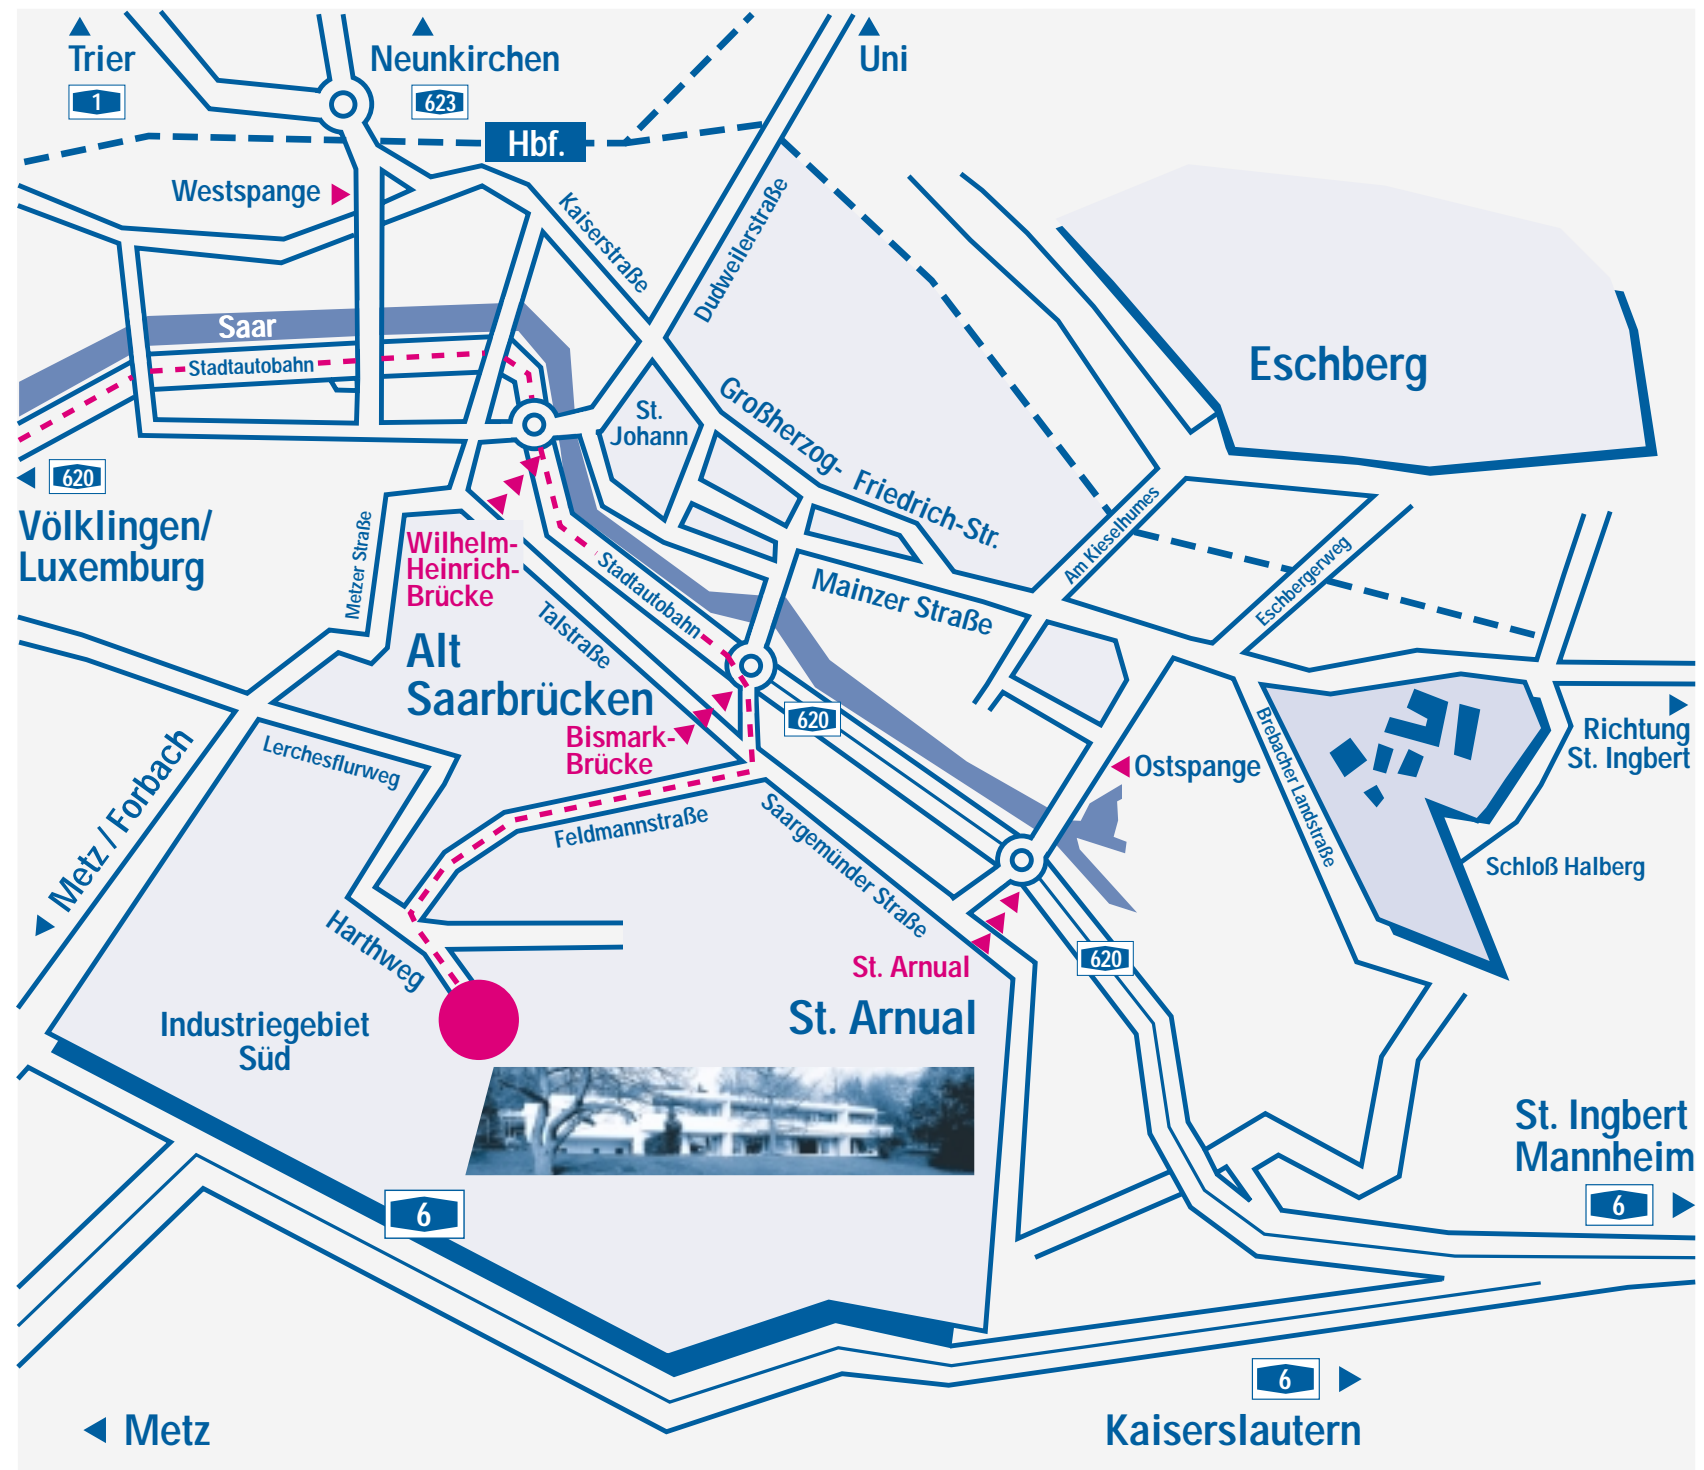 Trier
1
Neunkirchen
623
Uni
Hbf.
Westspange
Kaiserstraße
Dudweilerstraße
Saar
Stadtautobahn
Eschberg
St.
Johann
Großherzog-
Friedrich-Str.
620
Völklingen/
Luxemburg
Metzer Straße
Wilhelm-
Heinrich-
Brücke
Stadtautobahn
Talstraße
Mainzer Straße
Am Kieselhumes
Eschbergerweg
Alt
Saarbrücken
Bismark-
Brücke
620
Ostspange
Brebacher Landstraße
Richtung
St. Ingbert
Schloß Halberg
Lerchesflurweg
Metz / Forbach
Feldmannstraße
Saargemünder Straße
Harthweg
St. Arnual
620
St. Arnual
Industriegebiet
Süd
St. Ingbert
Mannheim
6
6
6
Kaiserslautern
Metz